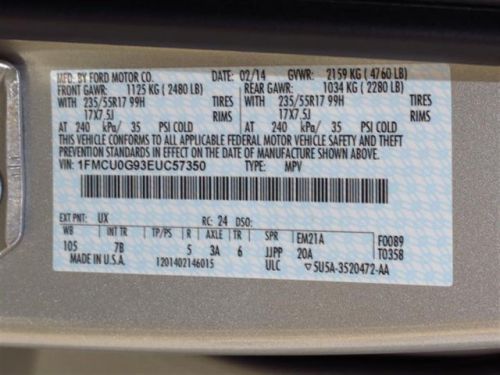 MFD. BY FORD MOTOR CO. DATE: 02/14 GVWR: 2159 KG ( 4760 LB)
FRONT GAWR: 1125 KG ( 2480 LB) REAR GAWR: 1034 KG ( 2280 LB)
WITH 235/55R17 99H TIRES WITH 235/55R17 99H TIRES
17X7.5J RIMS 17X7.5J RIMS
AT 240 kPa/ 35 PSI COLD AT 240 kPa/ 35 PSI COLD
THIS VEHICLE CONFORMS TO ALL APPLICABLE FEDERAL MOTOR VEHICLE SAFETY AND THEFT
PREVENTION STANDARDS IN EFFECT ON THE DATE OF MANUFACTURE SHOWN ABOVE.
VIN: 1FMCU0G93EUC57350 TYPE: MPV
EXT PNT: UX RC: 24 DSO: F0089
WB TP/PS R AXLE TR SPR EM21A T0358
105 7B 5 3A 6 JJPP 20A
MADE IN U.S.A. 1201402146015 ULC 5U5A-3520472-AA